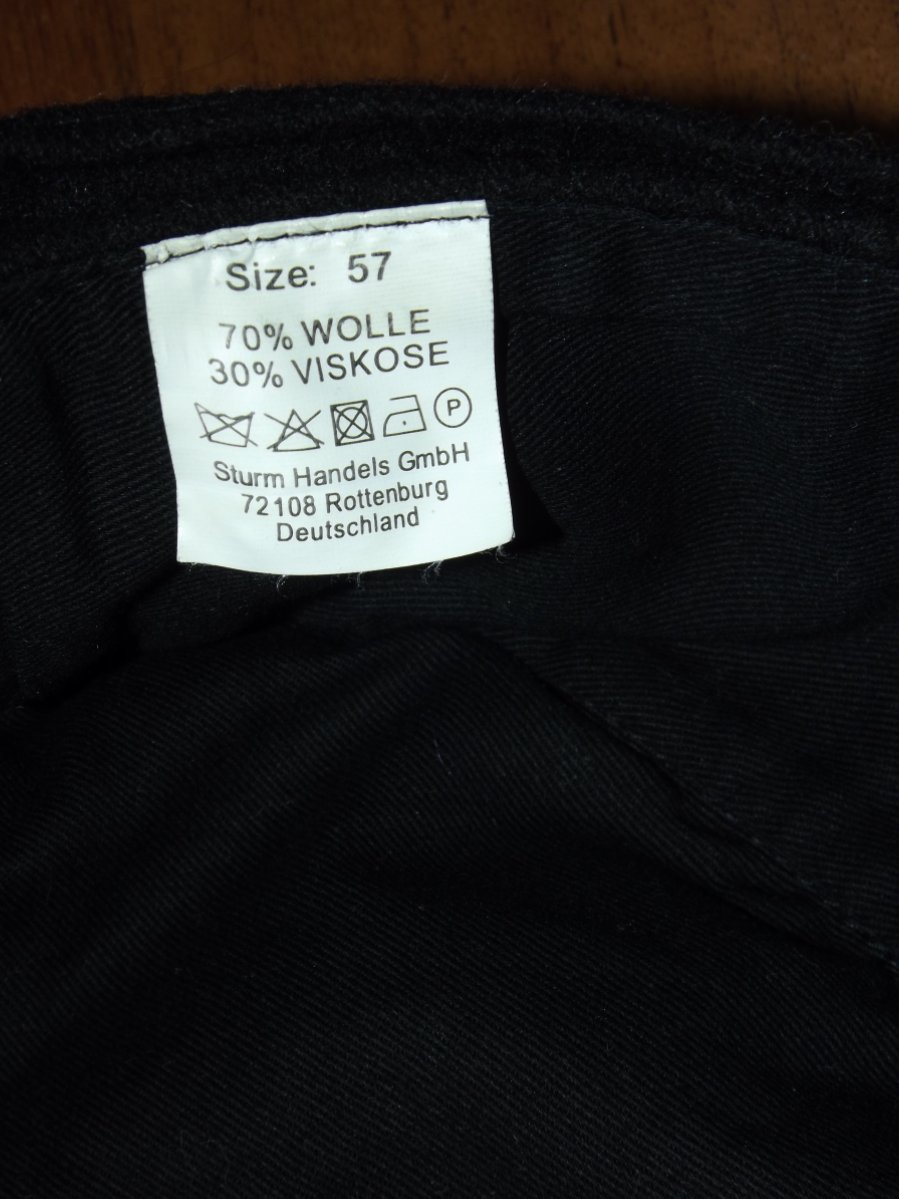 Size: 57
70% WOLLE
30% VISKOSE
P
Sturm Handels GmbH
72108 Rottenburg
Deutschland